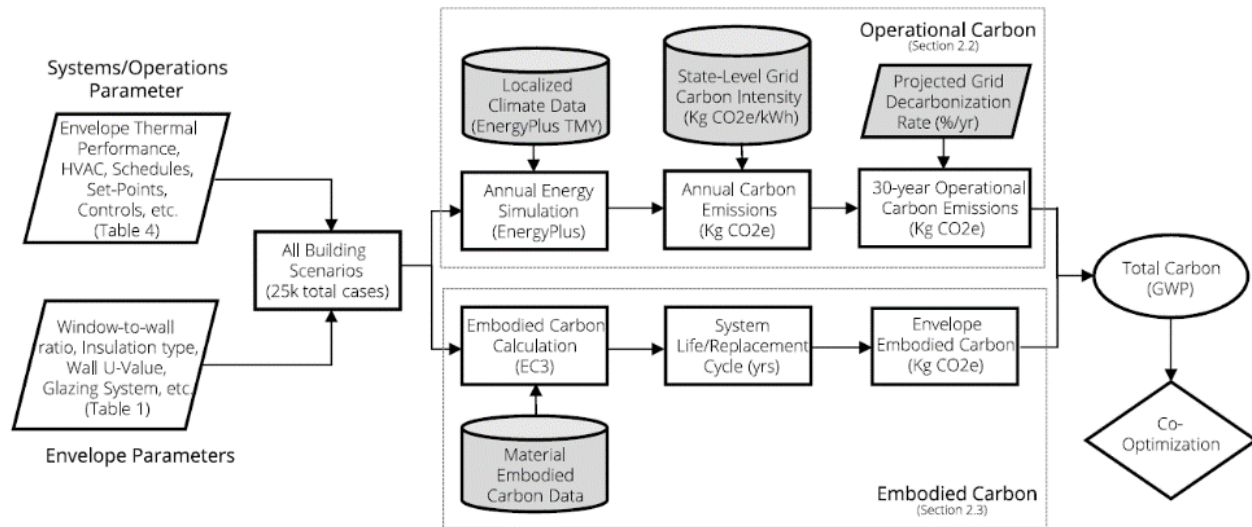 Systems/Operations
Parameter
Envelope Thermal
Performance,
HVAC, Schedules,
Set-Points,
Controls, etc.
(Table 4)
Window-to-wall
ratio, Insulation type,
Wall U-Value,
Glazing System, etc.
(Table 1)
Envelope Parameters
All Building
Scenarios
(25k total cases)
Operational Carbon
(Section 2.2)
Localized
Climate Data
(EnergyPlus TMY)
State-Level Grid
Carbon Intensity
(Kg CO2e/kWh)
Projected Grid
Decarbonization
Rate (%/yr)
Annual Energy
Simulation
(EnergyPlus)
Annual Carbon
Emissions
(Kg CO2e)
30-year Operational
Carbon Emissions
(Kg CO2e)
Embodied Carbon
Calculation
(EC3)
System
Life/Replacement
Cycle (yrs)
Envelope
Embodied Carbon
(Kg CO2e)
Material
Embodied
Carbon Data
Embodied Carbon
(Section 2.3)
Total Carbon
(GWP)
Co-
Optimization